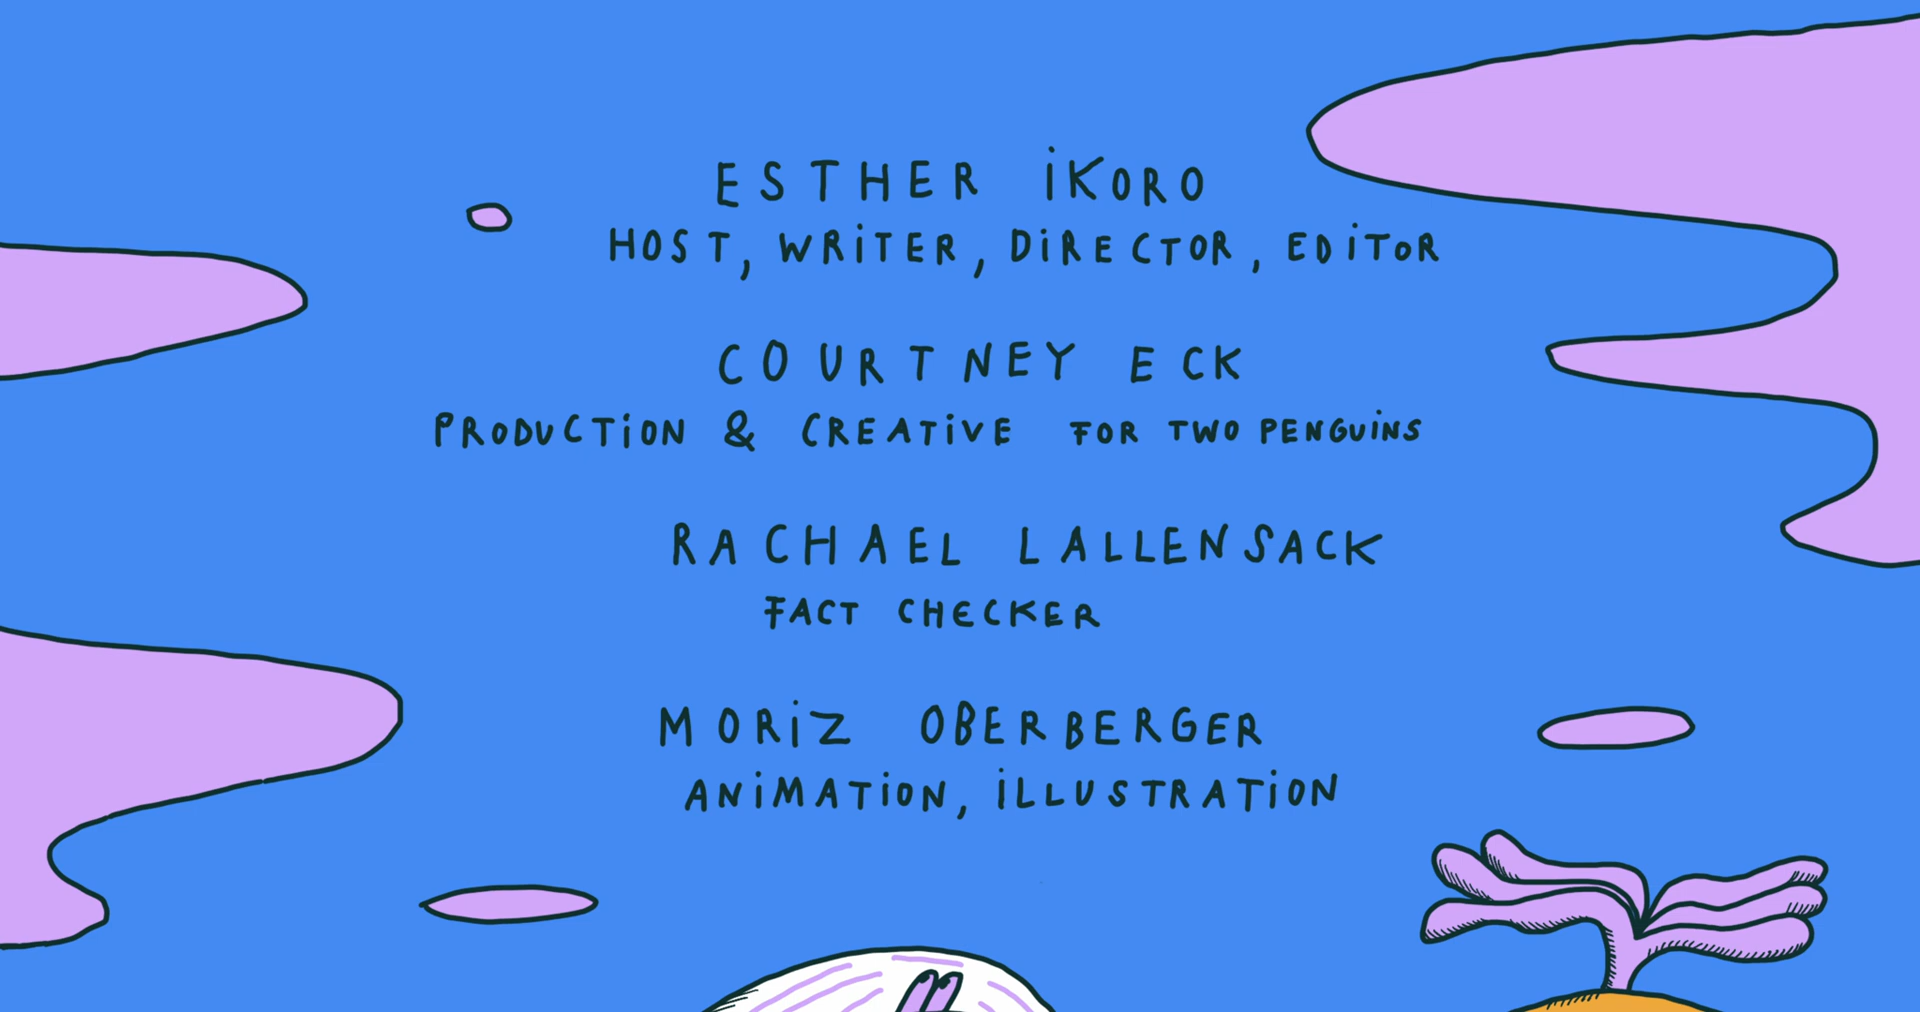 ESTHER IKORO
HOST, WRITER, DIRECTOR, EDITOR
COURTNEY ECK
PRODUCTION & CREATIVE FOR TWO PENGUINS
RACHAEL LALLENSACK
FACT CHECKER
MORIZ OBERBERGER
ANIMATION, ILLUSTRATION